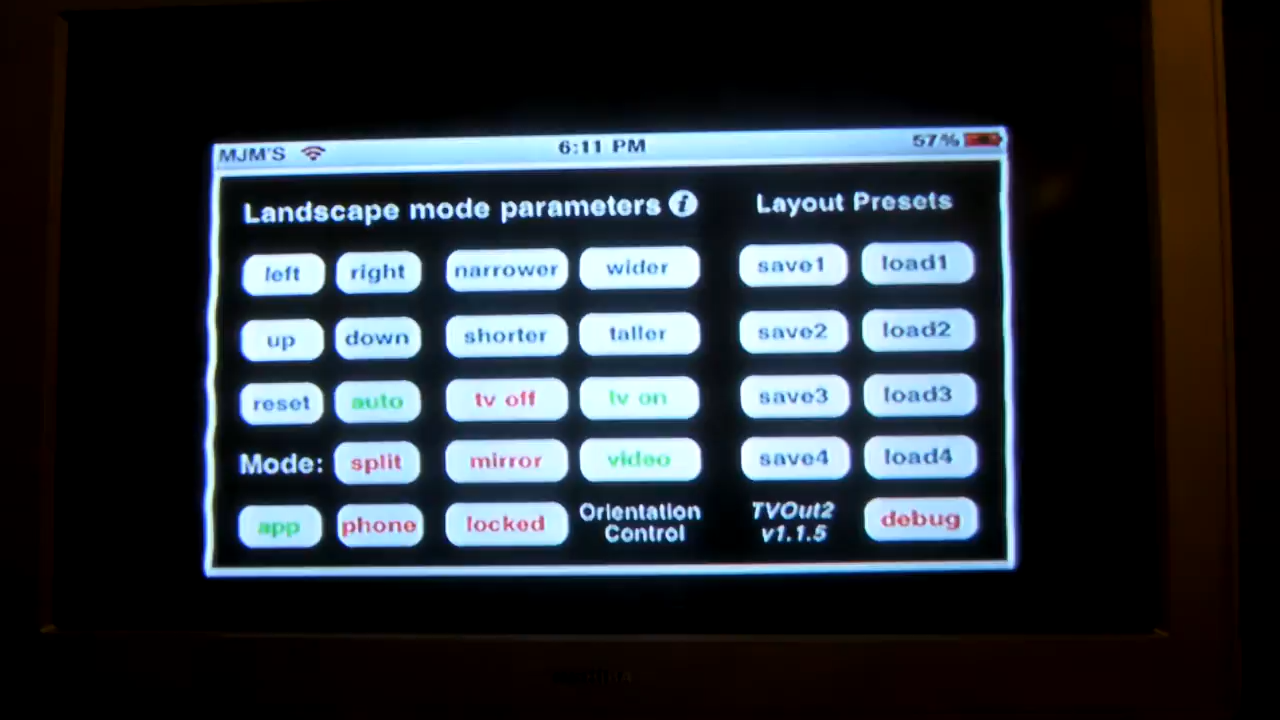 MJM'S 6:11 PM 57%
Landscape mode parameters i Layout Presets
left right narrower wider save1 load1
up down shorter taller save2 load2
reset auto tv off tv on save3 load3
Mode: split mirror video save4 load4
app phone locked Orientation Control TVOut2 v1.1.5 debug